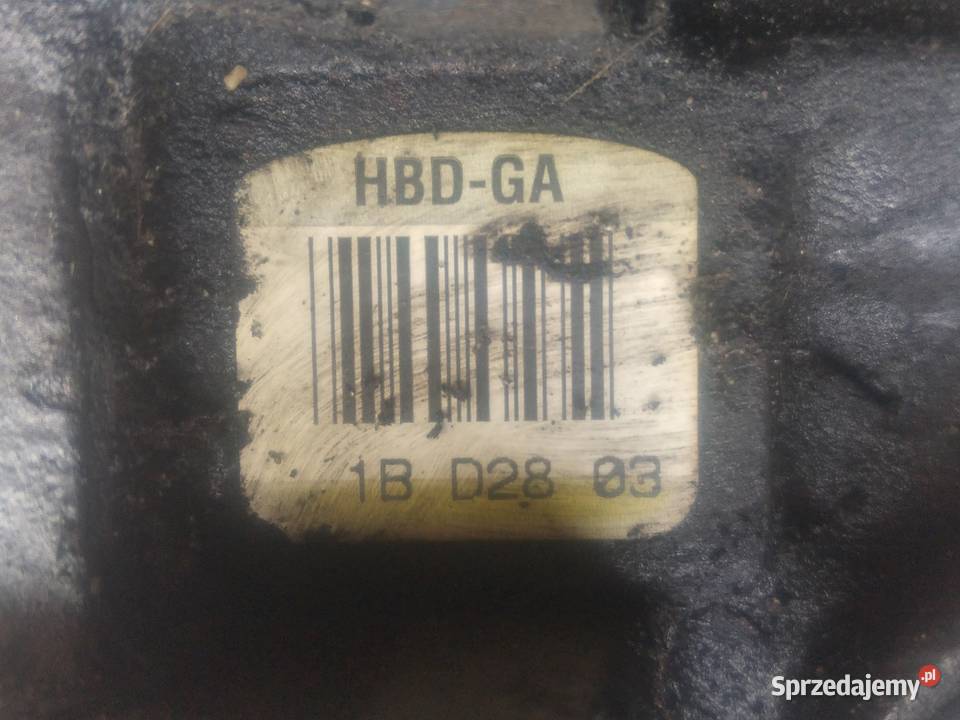 HBD-GA
1B D28 03
Sprzedajemy.pl